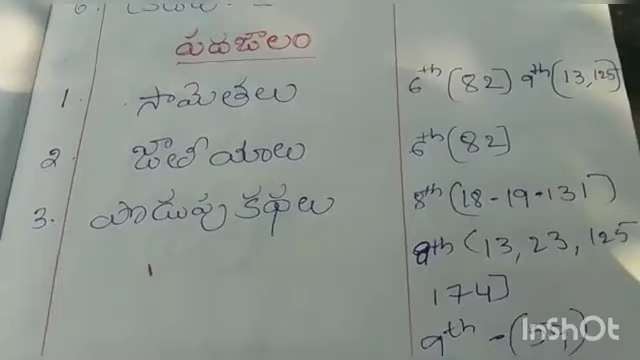 పదజాలం
1. సామెతలు 6th (82) 9th (13, 125)
2. జాతీయాలు 6th (82)
3. పొడుపు కథలు 8th (18-19-131)
9th (13, 23, 125
174)
9th - 
InShOt